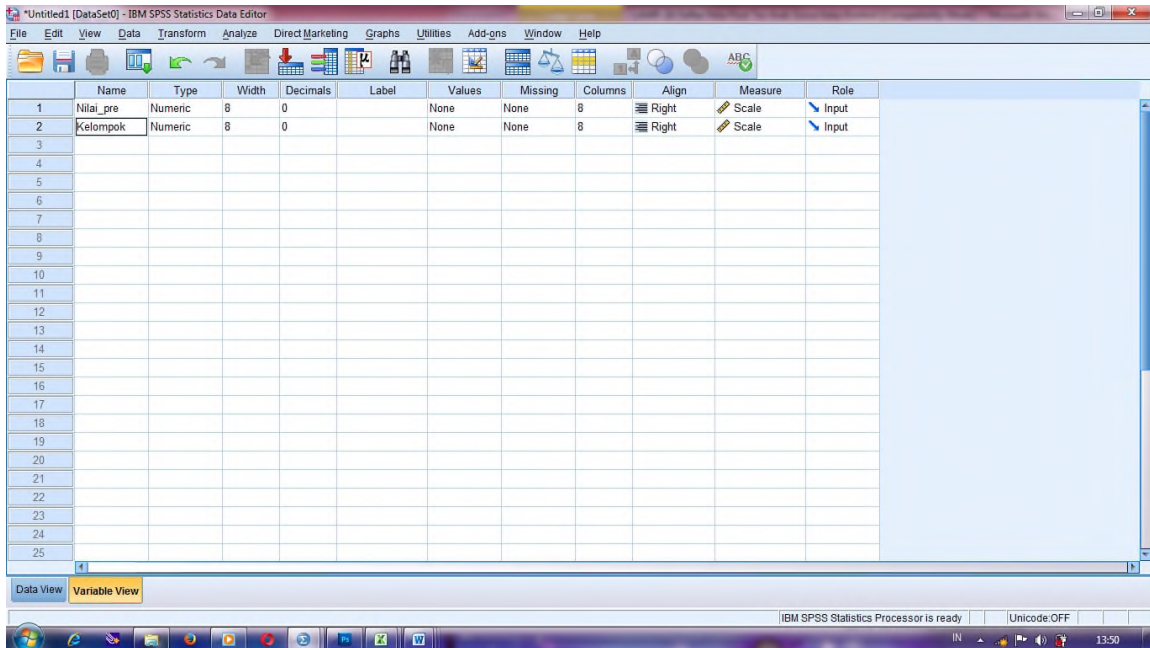 *Untitled1 [DataSet0] - IBM SPSS Statistics Data Editor
File Edit View Data Transform Analyze Direct Marketing Graphs Utilities Add-ons Window Help
ABC
Name Type Width Decimals Label Values Missing Columns Align Measure Role
1 Nilai_pre Numeric 8 0 None None 8 Right Scale Input
2 Kelompok Numeric 8 0 None None 8 Right Scale Input
3
4
5
6
7
8
9
10
11
12
13
14
15
16
17
18
19
20
21
22
23
24
25
Data View Variable View
IBM SPSS Statistics Processor is ready Unicode:OFF
IN 13:50